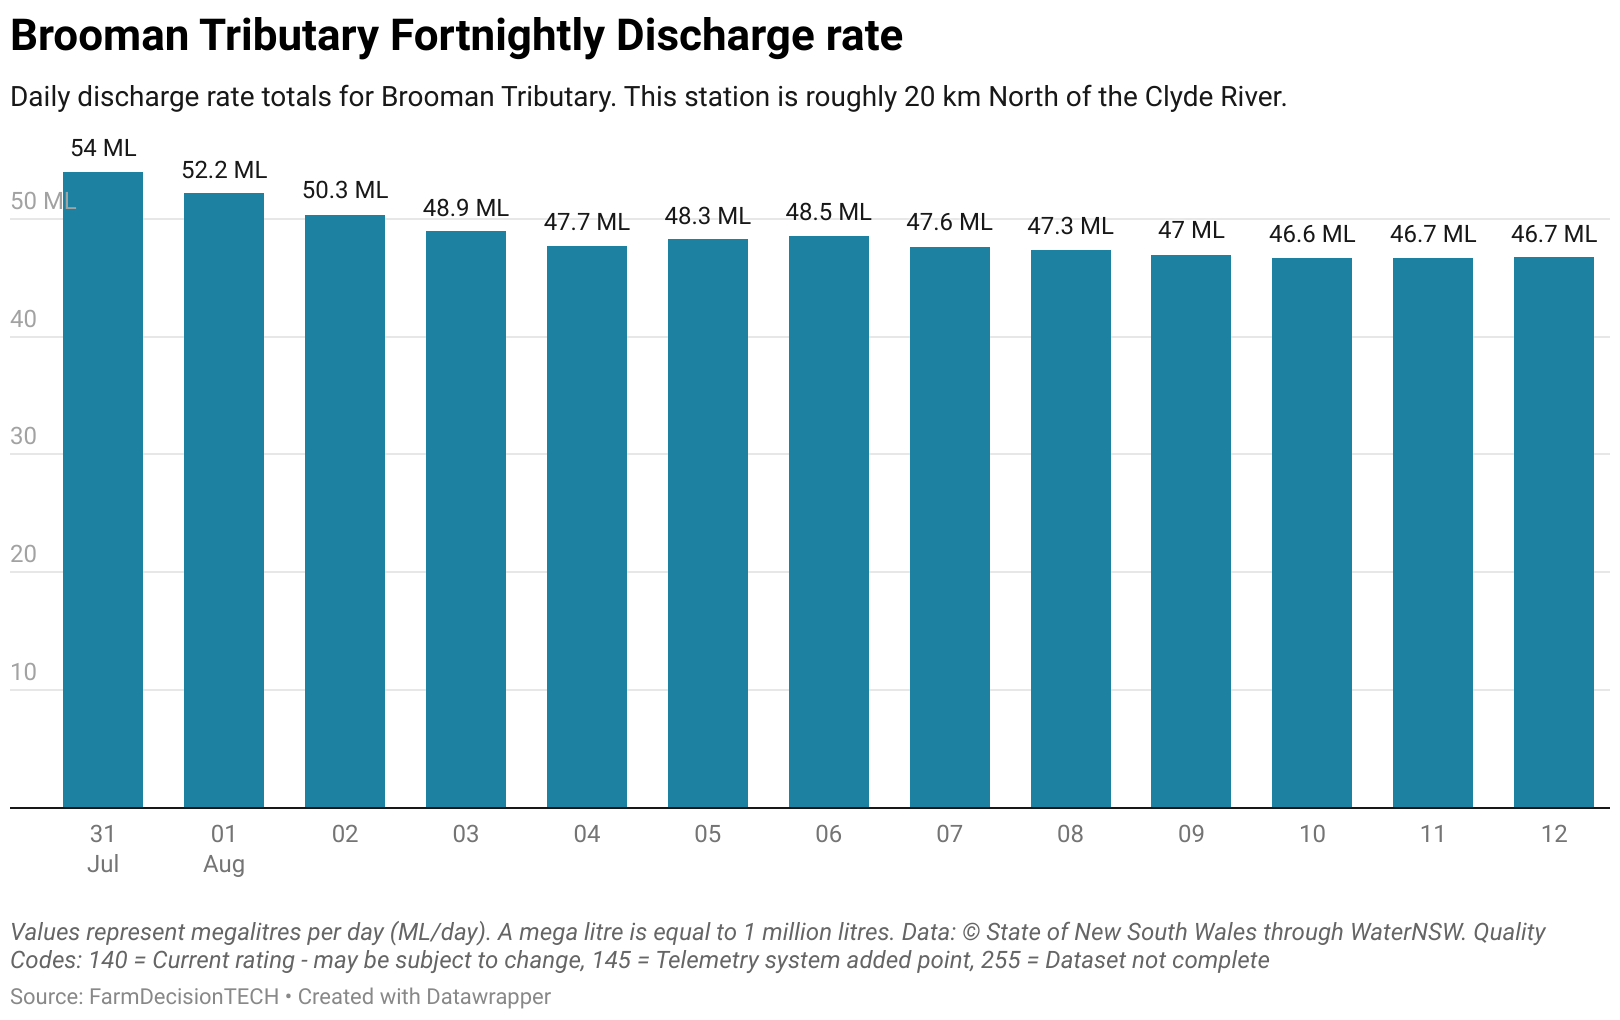 Brooman Tributary Fortnightly Discharge rate
Daily discharge rate totals for Brooman Tributary. This station is roughly 20 km North of the Clyde River.
54 ML
52.2 ML
50.3 ML
48.9 ML
47.7 ML
48.3 ML
48.5 ML
47.6 ML
47.3 ML
47 ML
46.6 ML
46.7 ML
46.7 ML
50 ML
40
30
20
10
31 01 02 03 04 05 06 07 08 09 10 11 12
Jul Aug
Values represent megalitres per day (ML/day). A mega litre is equal to 1 million litres. Data: © State of New South Wales through WaterNSW. Quality
Codes: 140 = Current rating - may be subject to change, 145 = Telemetry system added point, 255 = Dataset not complete
Source: FarmDecisionTECH • Created with Datawrapper